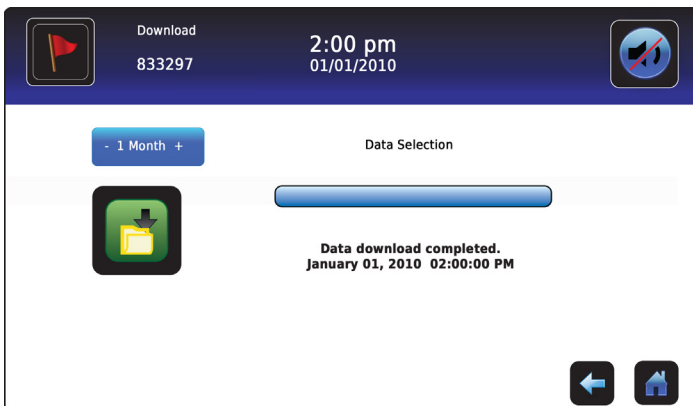 Download
833297
2:00 pm
01/01/2010
- 1 Month +
Data Selection
Data download completed.
January 01, 2010 02:00:00 PM